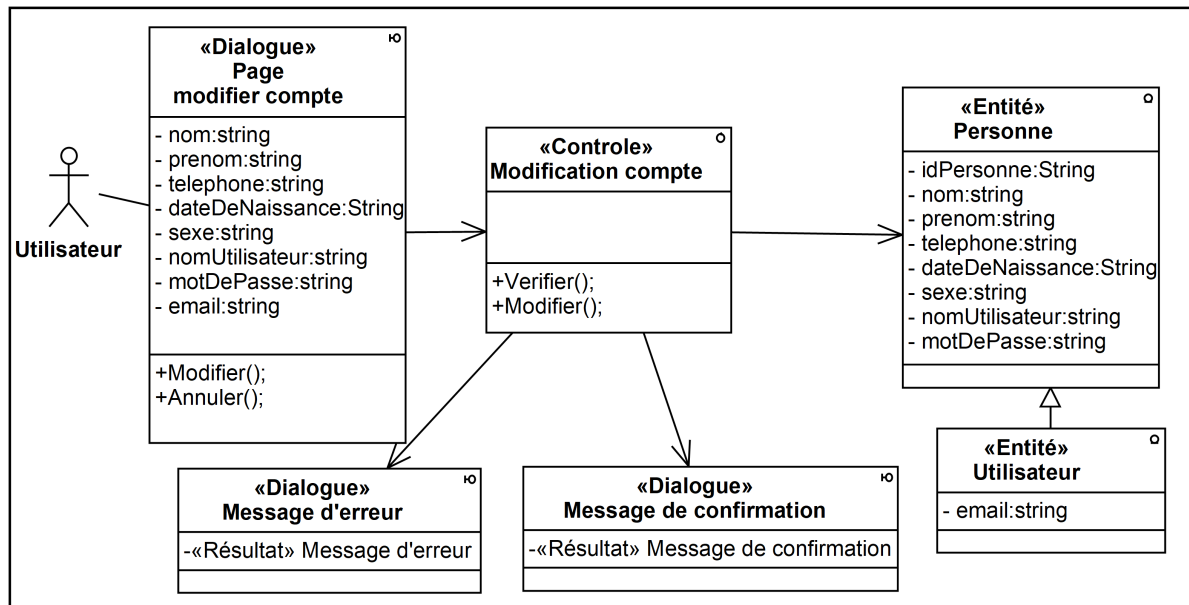 Utilisateur
«Dialogue»
Page
modifier compte
- nom:string
- prenom:string
- telephone:string
- dateDeNaissance:String
- sexe:string
- nomUtilisateur:string
- motDePasse:string
- email:string
+Modifier();
+Annuler();
«Controle»
Modification compte
+Verifier();
+Modifier();
«Entité»
Personne
- idPersonne:String
- nom:string
- prenom:string
- telephone:string
- dateDeNaissance:String
- sexe:string
- nomUtilisateur:string
- motDePasse:string
«Dialogue»
Message d'erreur
-«Résultat» Message d'erreur
«Dialogue»
Message de confirmation
-«Résultat» Message de confirmation
«Entité»
Utilisateur
- email:string